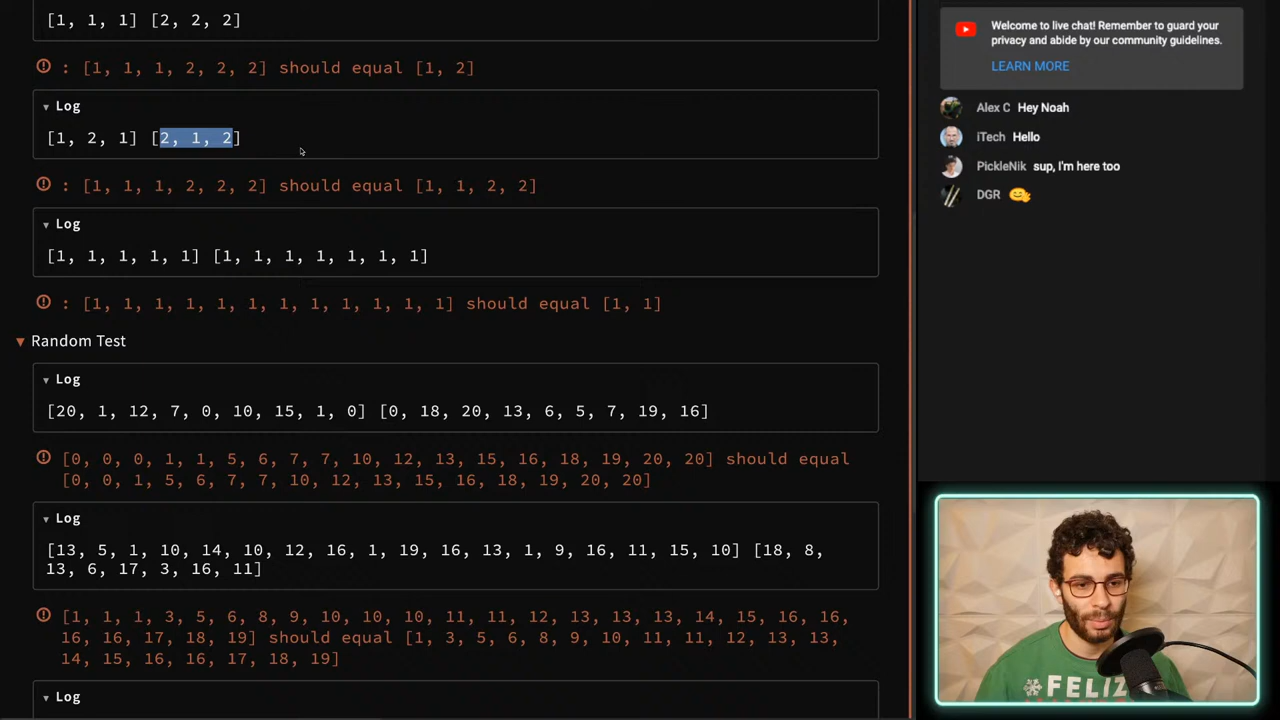 [1, 1, 1] [2, 2, 2]
: [1, 1, 1, 2, 2, 2] should equal [1, 2]
▼ Log
[1, 2, 1] [2, 1, 2]
: [1, 1, 1, 2, 2, 2] should equal [1, 1, 2, 2]
▼ Log
[1, 1, 1, 1, 1] [1, 1, 1, 1, 1, 1, 1]
: [1, 1, 1, 1, 1, 1, 1, 1, 1, 1, 1, 1] should equal [1, 1]
▼ Random Test
▼ Log
[20, 1, 12, 7, 0, 10, 15, 1, 0] [0, 18, 20, 13, 6, 5, 7, 19, 16]
[0, 0, 0, 1, 1, 5, 6, 7, 7, 10, 12, 13, 15, 16, 18, 19, 20, 20] should equal
[0, 0, 1, 5, 6, 7, 7, 10, 12, 13, 15, 16, 18, 19, 20, 20]
▼ Log
[13, 5, 1, 10, 14, 10, 12, 16, 1, 19, 16, 13, 1, 9, 16, 11, 15, 10] [18, 8,
13, 6, 17, 3, 16, 11]
[1, 1, 1, 3, 5, 6, 8, 9, 10, 10, 10, 11, 11, 12, 13, 13, 13, 14, 15, 16, 16,
16, 16, 17, 18, 19] should equal [1, 3, 5, 6, 8, 9, 10, 11, 11, 12, 13, 13,
14, 15, 16, 16, 17, 18, 19]
▼ Log
Welcome to live chat! Remember to guard your
privacy and abide by our community guidelines.
LEARN MORE
Alex C Hey Noah
iTech Hello
PickleNik sup, I'm here too
DGR
FELIZ